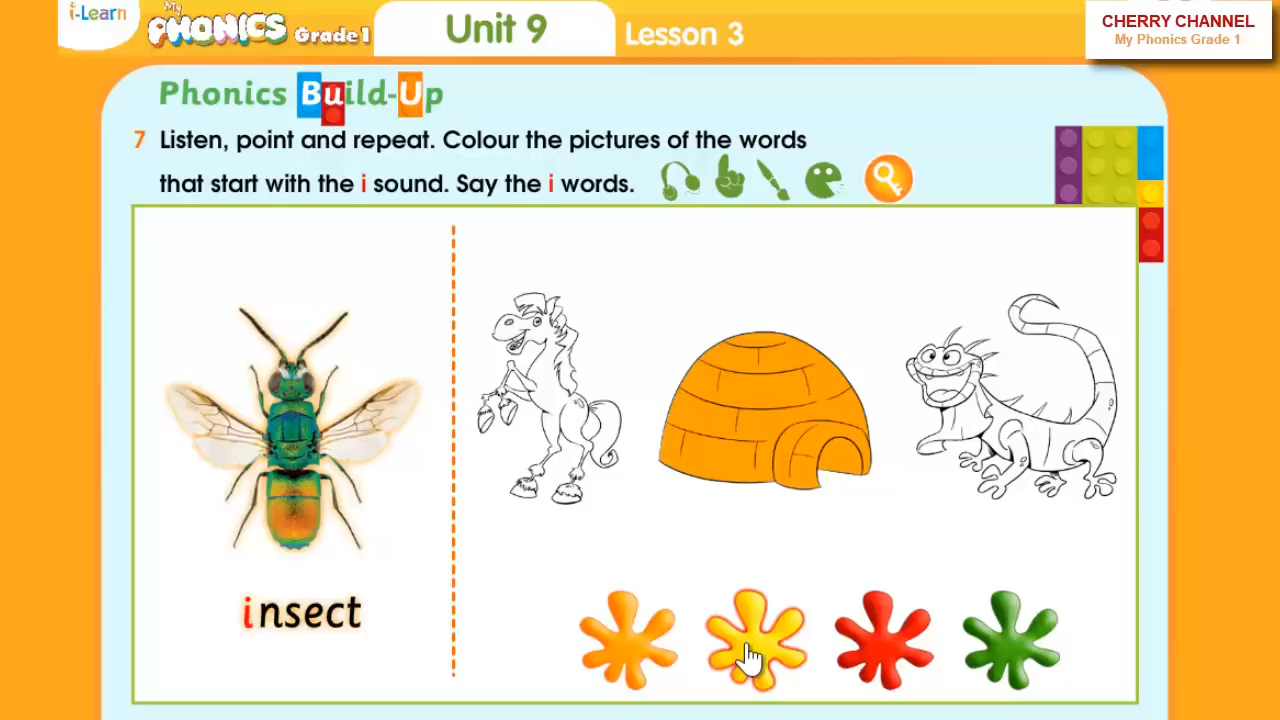 i-Learn
My
PHONICS Grade 1
Unit 9
Lesson 3
CHERRY CHANNEL
My Phonics Grade 1
Phonics Build-Up
7 Listen, point and repeat. Colour the pictures of the words
that start with the i sound. Say the i words.
insect